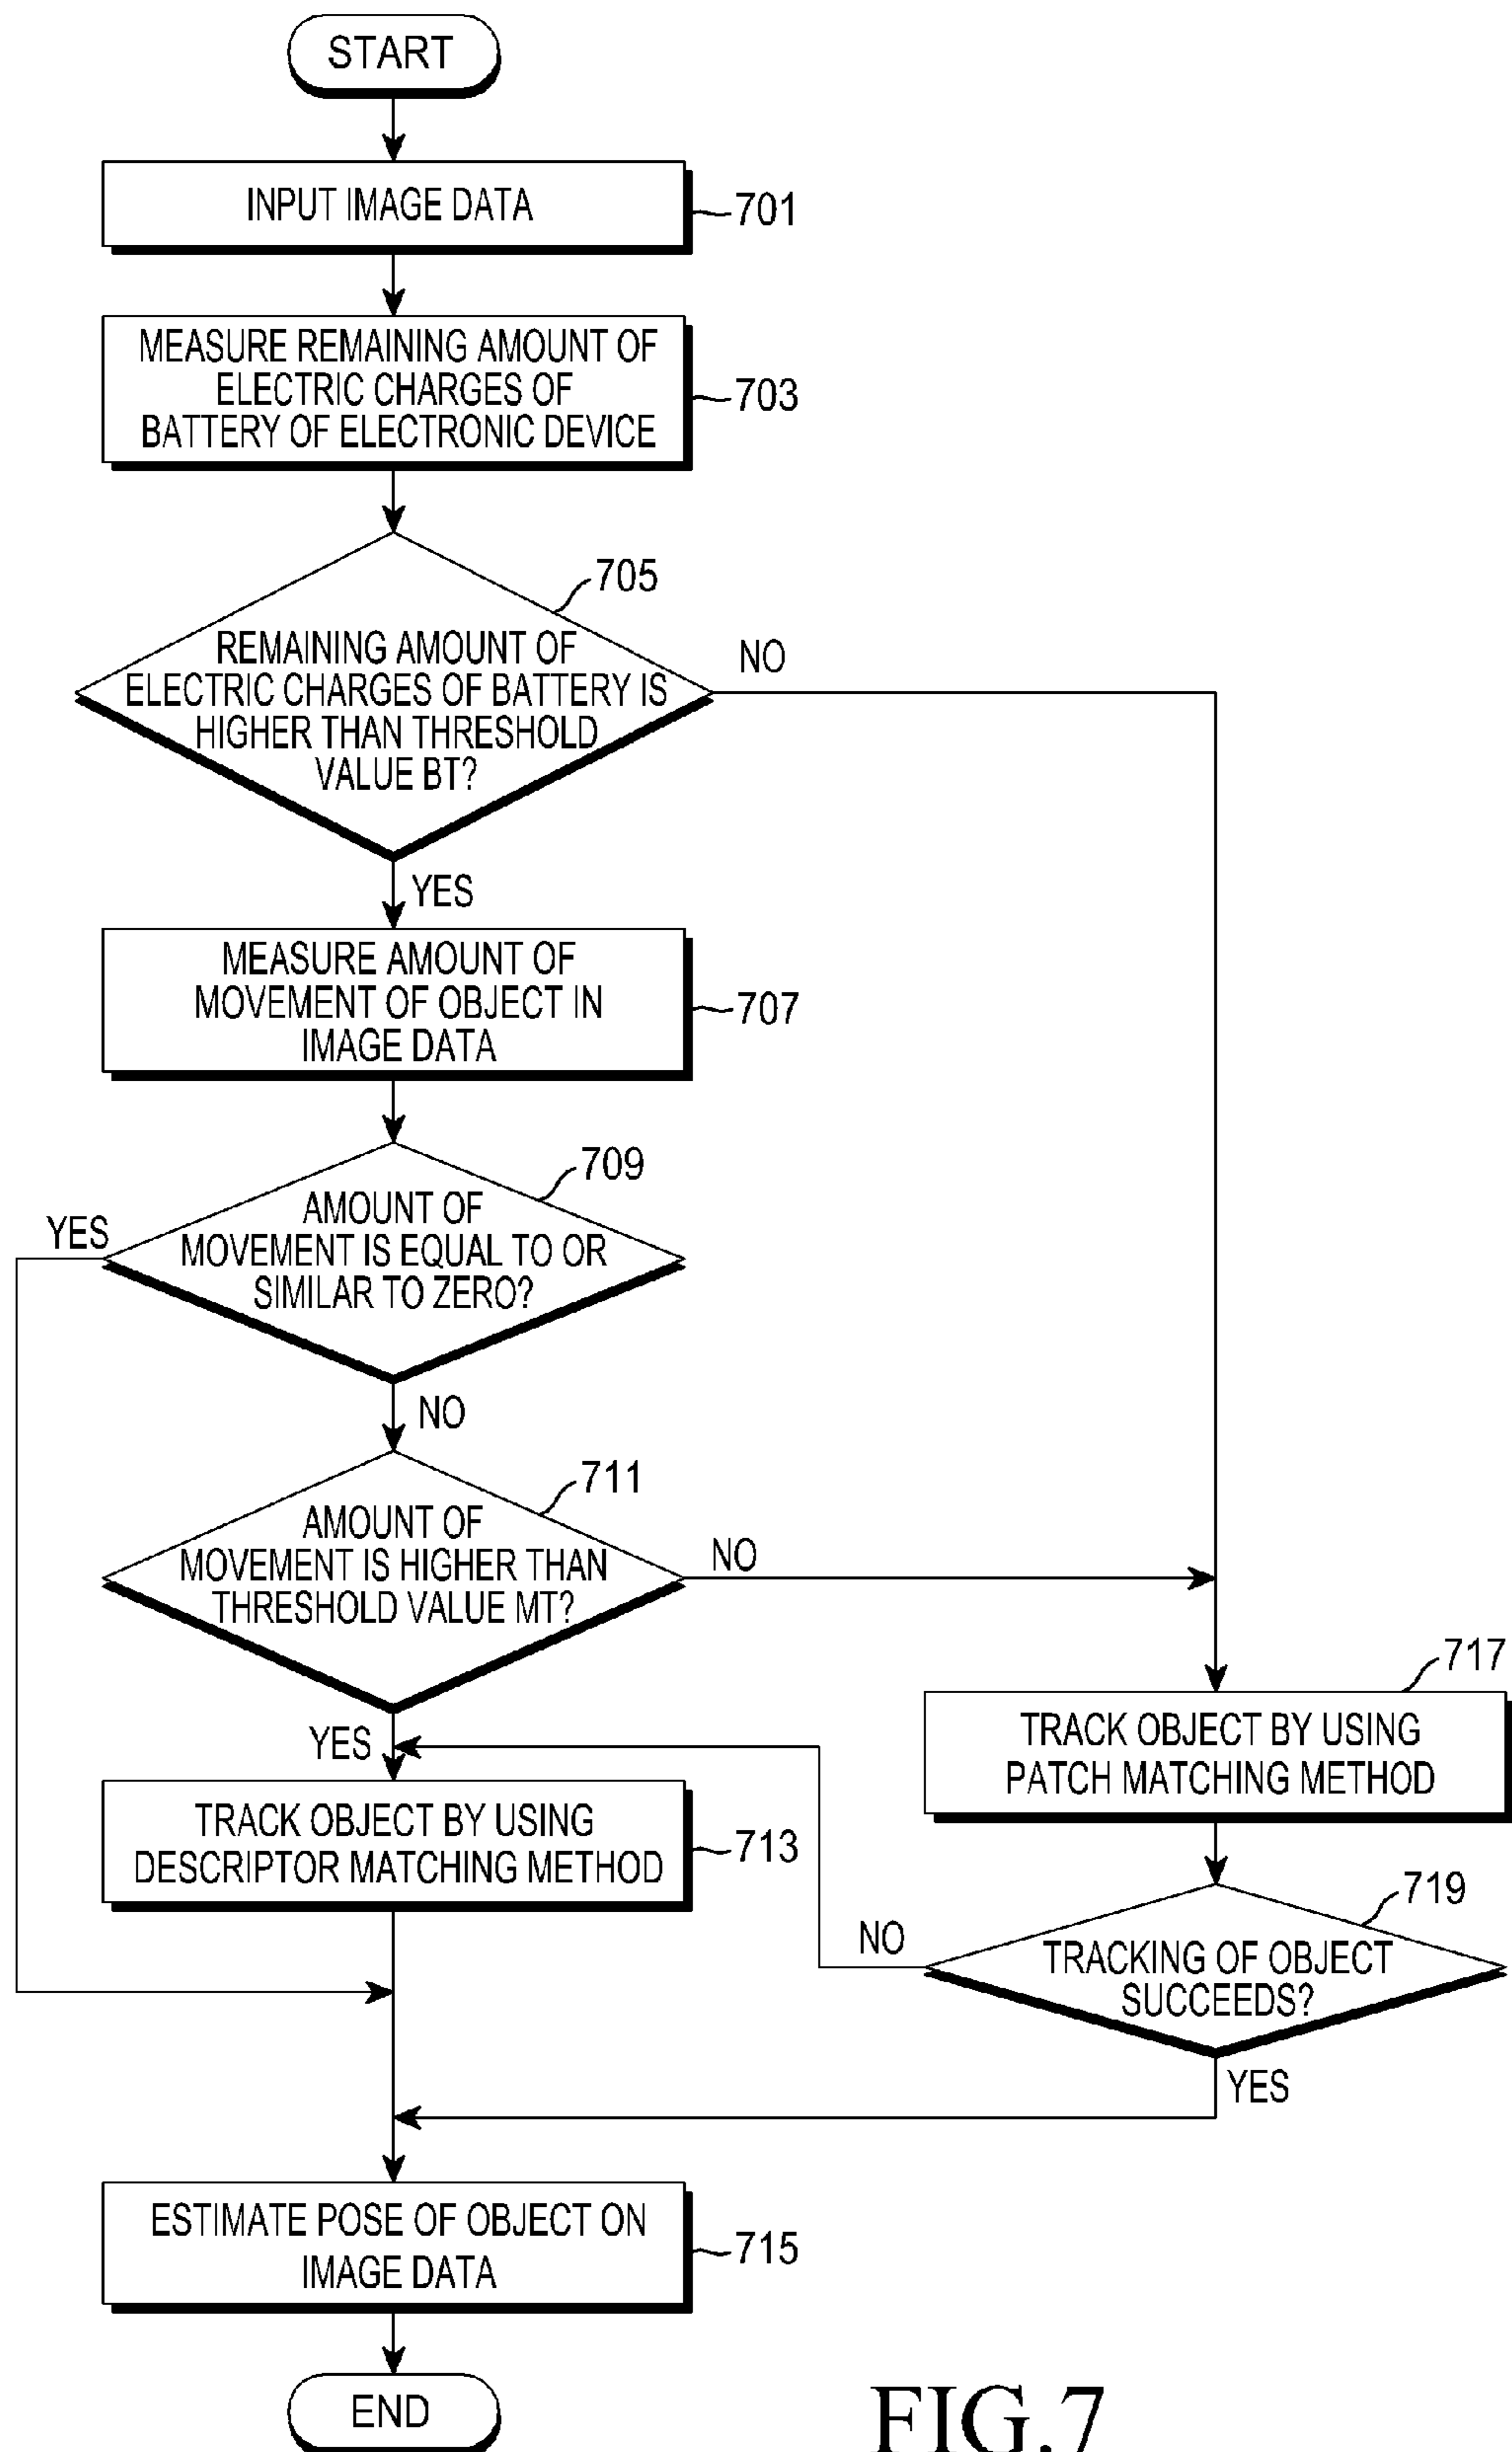 START
INPUT IMAGE DATA
701
MEASURE REMAINING AMOUNT OF
ELECTRIC CHARGES OF
BATTERY OF ELECTRONIC DEVICE
703
705
REMAINING AMOUNT OF
ELECTRIC CHARGES OF BATTERY IS
HIGHER THAN THRESHOLD
VALUE BT?
NO
YES
MEASURE AMOUNT OF
MOVEMENT OF OBJECT IN
IMAGE DATA
707
709
AMOUNT OF
MOVEMENT IS EQUAL TO OR
SIMILAR TO ZERO?
YES
NO
711
AMOUNT OF
MOVEMENT IS HIGHER THAN
THRESHOLD VALUE MT?
NO
YES
717
TRACK OBJECT BY USING
PATCH MATCHING METHOD
TRACK OBJECT BY USING
DESCRIPTOR MATCHING METHOD
713
719
TRACKING OF OBJECT
SUCCEEDS?
NO
YES
ESTIMATE POSE OF OBJECT ON
IMAGE DATA
715
END
FIG.7